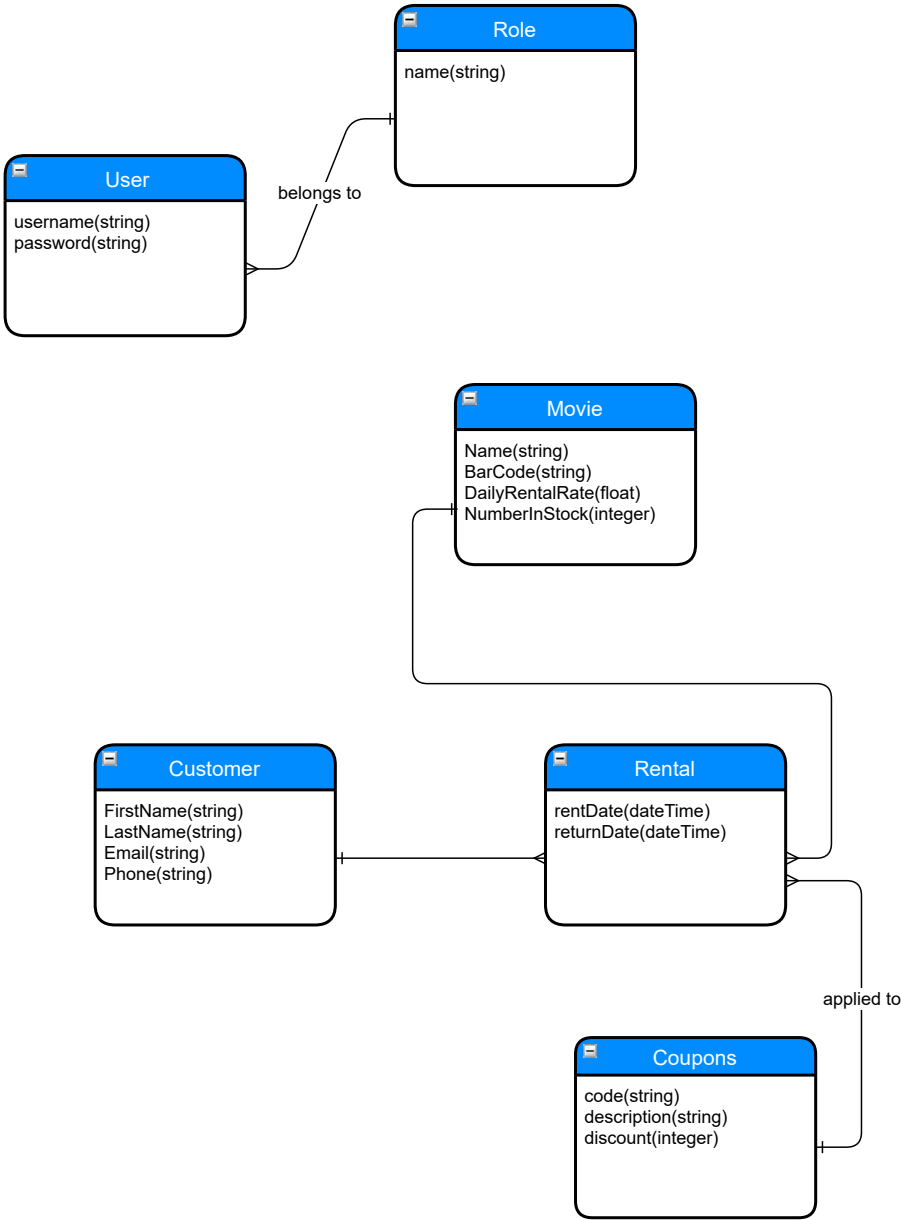 Role
name(string)
User
username(string)
password(string)
belongs to
Movie
Name(string)
BarCode(string)
DailyRentalRate(float)
NumberInStock(integer)
Customer
FirstName(string)
LastName(string)
Email(string)
Phone(string)
Rental
rentDate(dateTime)
returnDate(dateTime)
applied to
Coupons
code(string)
description(string)
discount(integer)